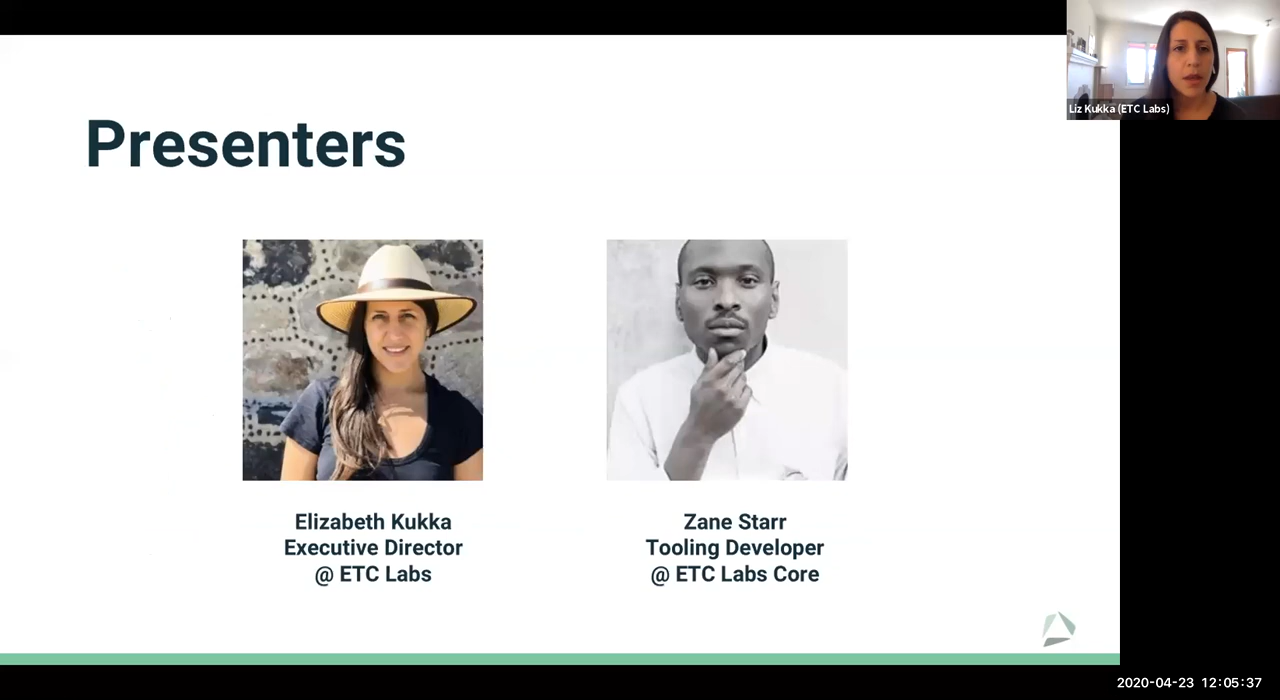 Liz Kukka (ETC Labs)
Presenters
Elizabeth Kukka
Executive Director
@ ETC Labs
Zane Starr
Tooling Developer
@ ETC Labs Core
2020-04-23 12:05:37